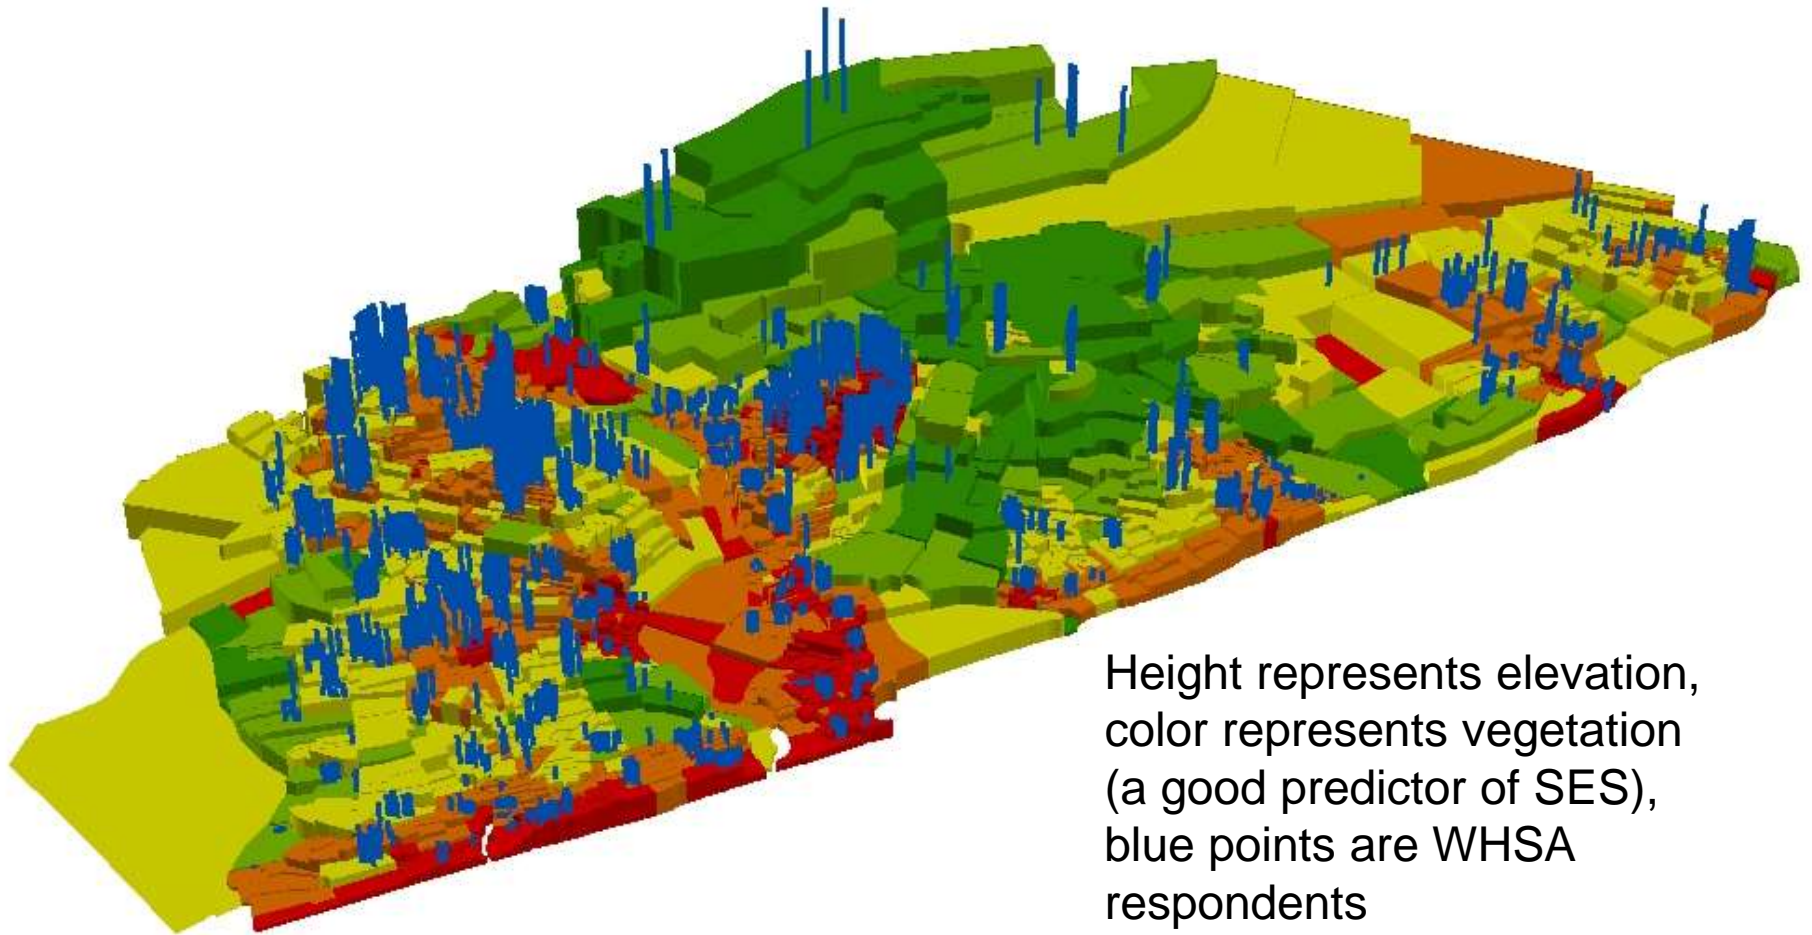 Height represents elevation,
color represents vegetation
(a good predictor of SES),
blue points are WHSA
respondents